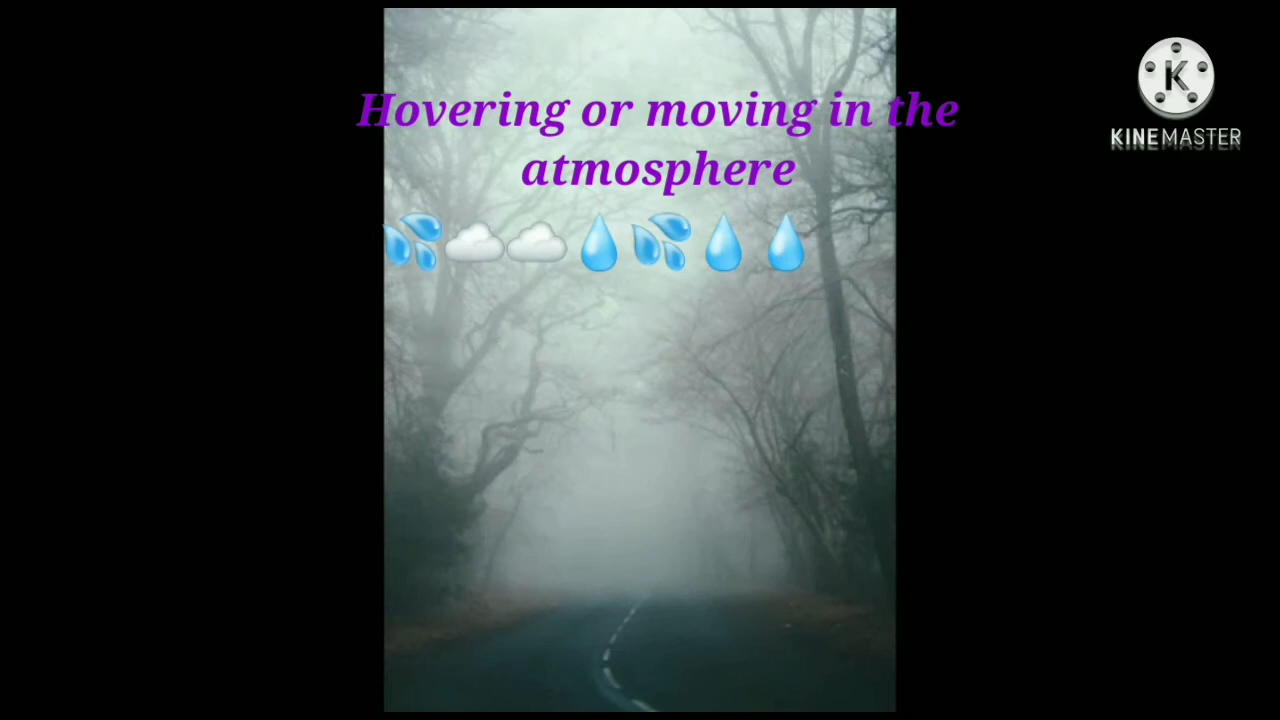 Hovering or moving in the
atmosphere
💦☁️☁️💧💦💧💧
K
KINEMASTER